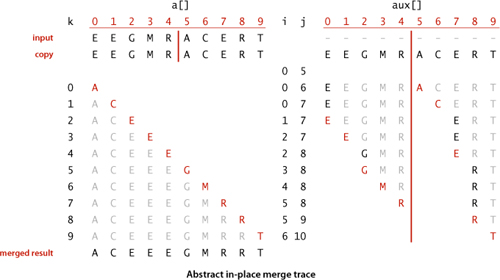 a[] aux[]
k 0 1 2 3 4 5 6 7 8 9 i j 0 1 2 3 4 5 6 7 8 9
input E E G M R A C E R T - - - - - - - - - -
copy E E G M R A C E R T E E G M R A C E R T
0 5
0 A 0 6 E E G M R A C E R T
1 A C 0 7 E E G M R C E R T
2 A C E 1 7 E E G M R E R T
3 A C E E 2 7 E G M R E R T
4 A C E E E 2 8 G M R E R T
5 A C E E E G 3 8 G M R R T
6 A C E E E G M 4 8 M R R T
7 A C E E E G M R 5 8 R R T
8 A C E E E G M R R 5 9 R T
9 A C E E E G M R R T 6 10 T
merged result A C E E E G M R R T
Abstract in-place merge trace